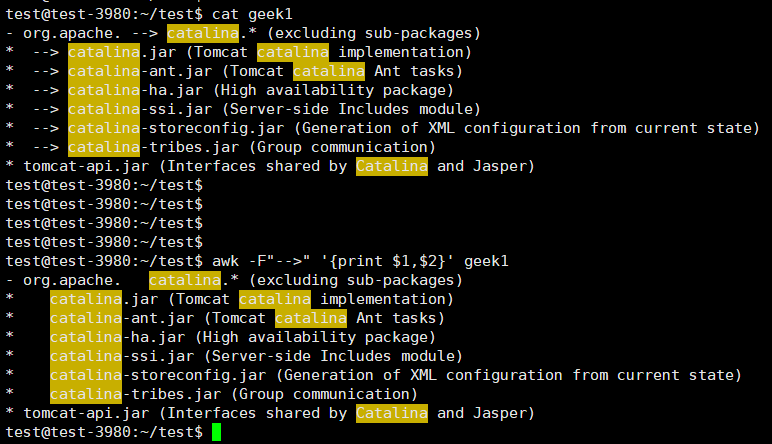 test@test-3980:~/test$ cat geek1
- org.apache. --> catalina.* (excluding sub-packages)
*  --> catalina.jar (Tomcat catalina implementation)
*  --> catalina-ant.jar (Tomcat catalina Ant tasks)
*  --> catalina-ha.jar (High availability package)
*  --> catalina-ssi.jar (Server-side Includes module)
*  --> catalina-storeconfig.jar (Generation of XML configuration from current state)
*  --> catalina-tribes.jar (Group communication)
* tomcat-api.jar (Interfaces shared by Catalina and Jasper)
test@test-3980:~/test$
test@test-3980:~/test$
test@test-3980:~/test$
test@test-3980:~/test$
test@test-3980:~/test$ awk -F"-->" '{print $1,$2}' geek1
- org.apache.   catalina.* (excluding sub-packages)
*    catalina.jar (Tomcat catalina implementation)
*    catalina-ant.jar (Tomcat catalina Ant tasks)
*    catalina-ha.jar (High availability package)
*    catalina-ssi.jar (Server-side Includes module)
*    catalina-storeconfig.jar (Generation of XML configuration from current state)
*    catalina-tribes.jar (Group communication)
* tomcat-api.jar (Interfaces shared by Catalina and Jasper)
test@test-3980:~/test$